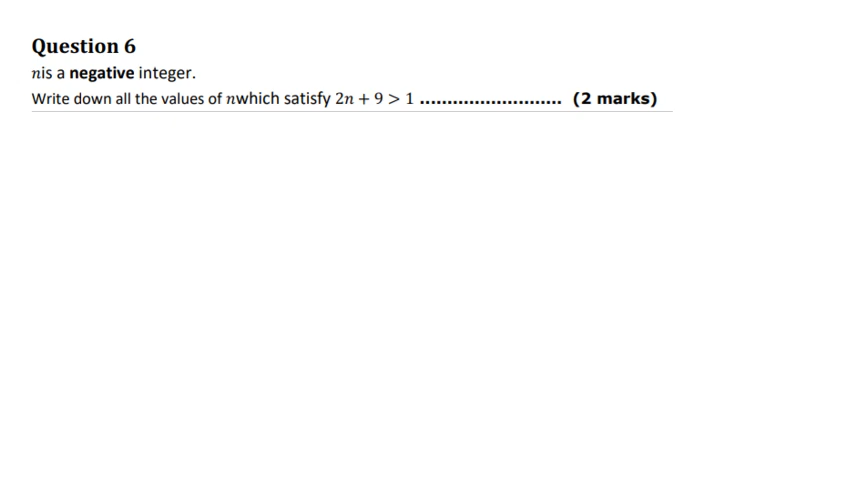 Question 6
nis a negative integer.
Write down all the values of nwhich satisfy 2n + 9 > 1 .......................... (2 marks)